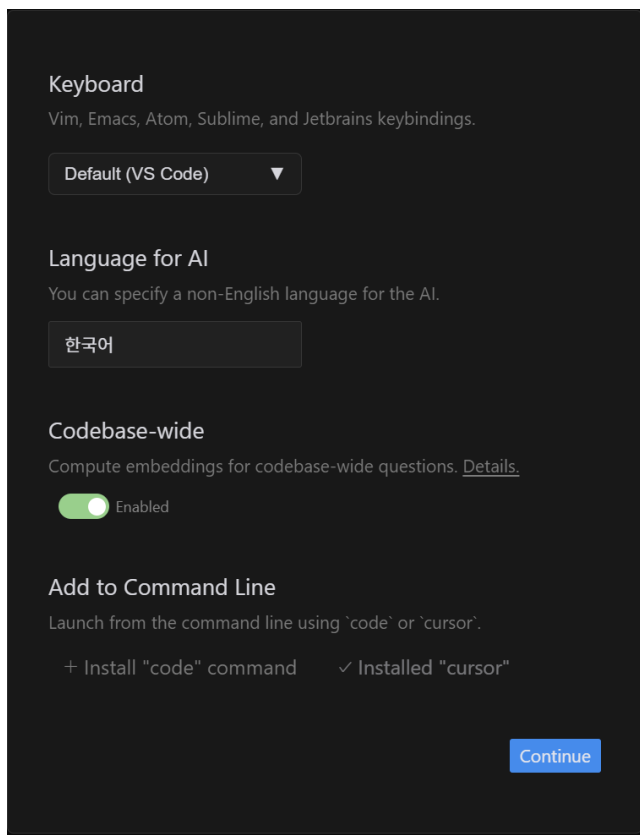 Keyboard
Vim, Emacs, Atom, Sublime, and Jetbrains keybindings.
Default (VS Code)
Language for AI
You can specify a non-English language for the AI.
한국어
Codebase-wide
Compute embeddings for codebase-wide questions. Details.
Enabled
Add to Command Line
Launch from the command line using `code` or `cursor`.
+ Install "code" command ✓ Installed "cursor"
Continue